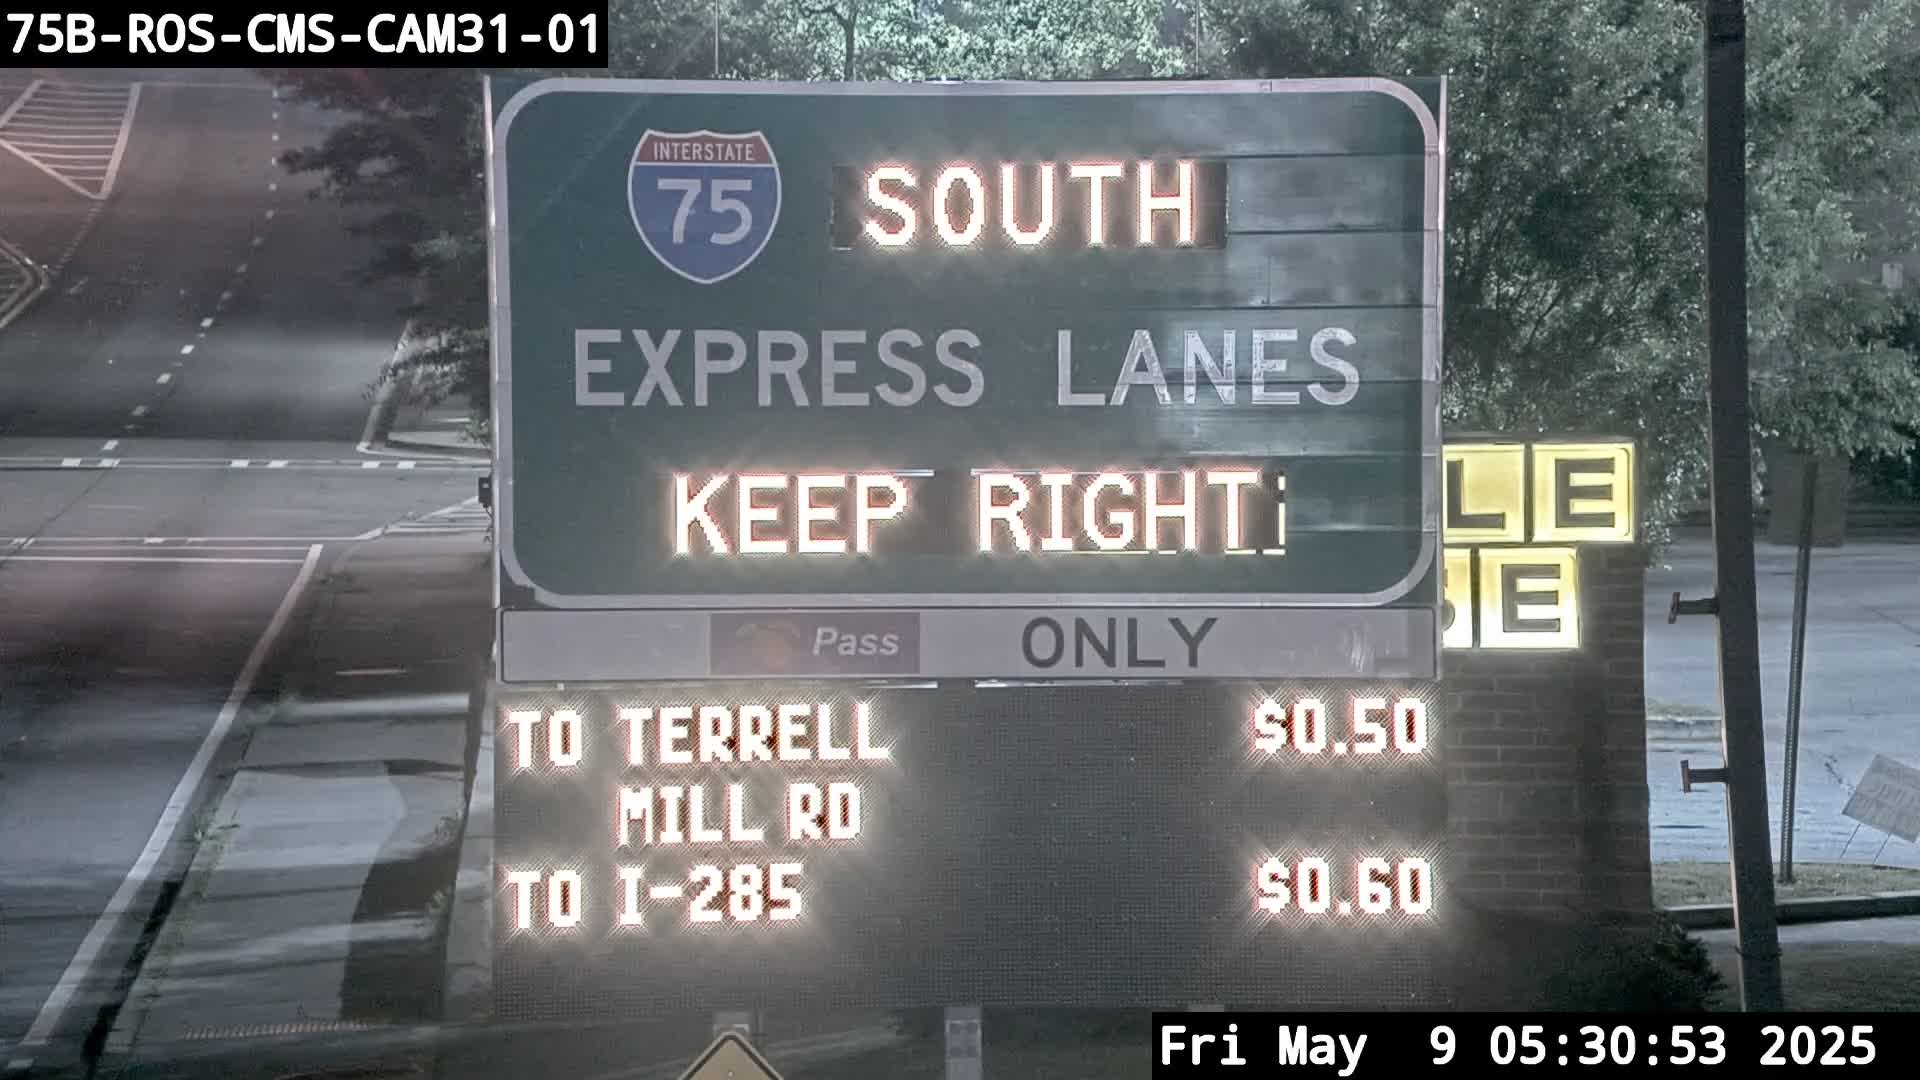 75B-ROS-CMS-CAM31-01
INTERSTATE
75
SOUTH
EXPRESS LANES
KEEP RIGHT
Pass ONLY
TO TERRELL $0.50
MILL RD
TO I-285 $0.60
LE
E
Fri May 9 05:30:53 2025